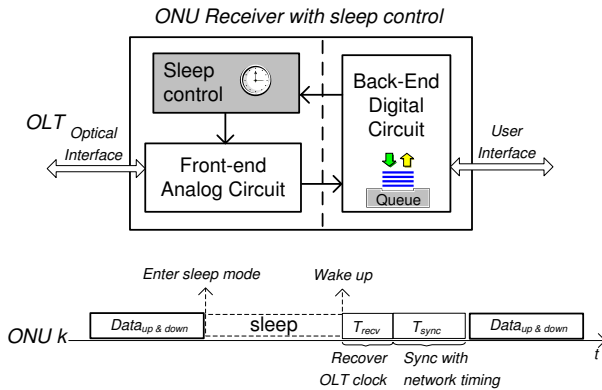 ONU Receiver with sleep control
Sleep
control
Back-End
Digital
Circuit
OLT
Optical
Interface
User
Interface
Front-end
Analog Circuit
Queue
Enter sleep mode
Wake up
ONU k
Data up & down
sleep
T recv
T sync
Data up & down
t
Recover
OLT clock
Sync with
network timing